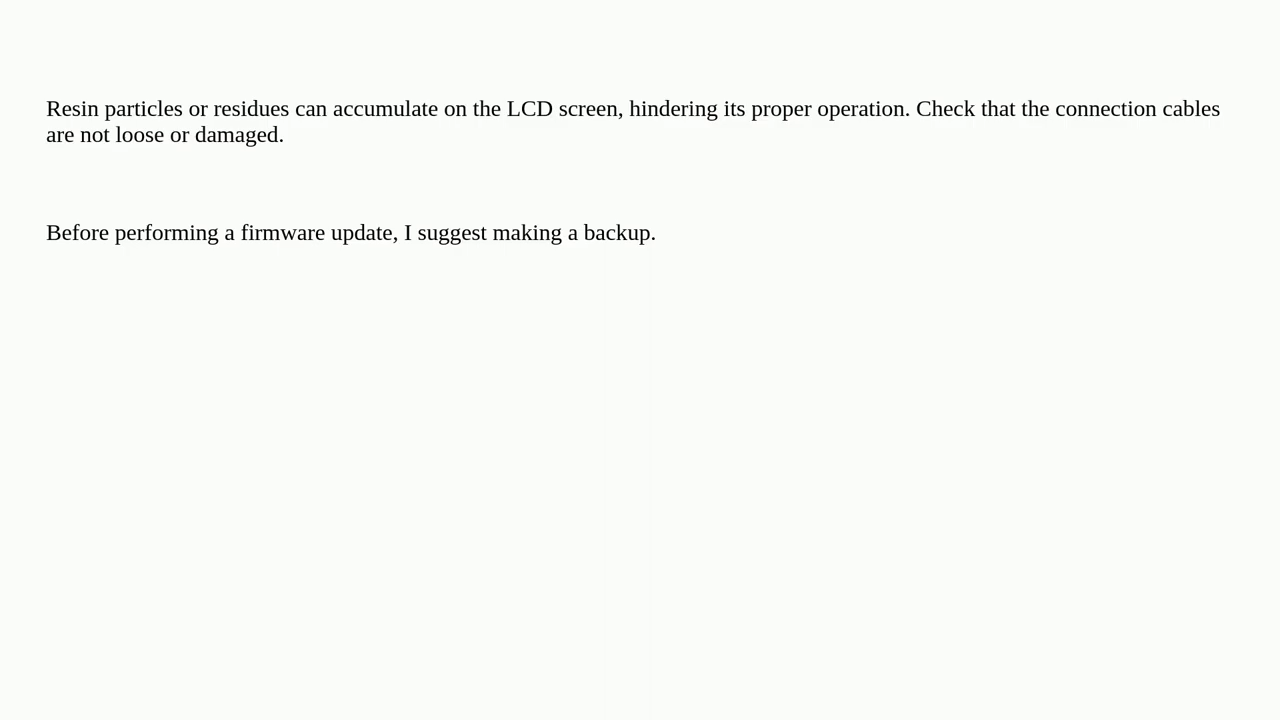 Resin particles or residues can accumulate on the LCD screen, hindering its proper operation. Check that the connection cables
are not loose or damaged.
Before performing a firmware update, I suggest making a backup.